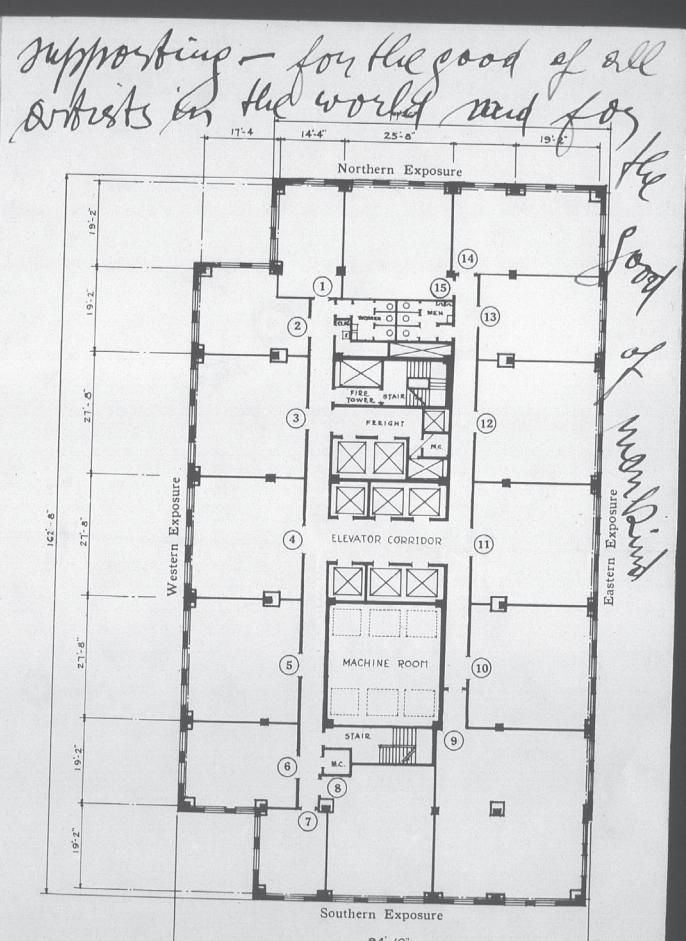 supporting – for the good of all
artists in the world and for
the
good
of
mankind
17'-4 14'-4" 25'-8" 19'-2"
Northern Exposure
19'-2"
14
1 15
19'-2"
2 WOMEN MEN 13
FIRE TOWER STAIR
27'-8"
3 FREIGHT 12
M.C.
162'-8"
27'-8"
Western Exposure
4 ELEVATOR CORRIDOR 11
Eastern Exposure
27'-8"
5 MACHINE ROOM 10
STAIR 9
19'-2"
6 M.C.
8
7
19'-2"
Southern Exposure